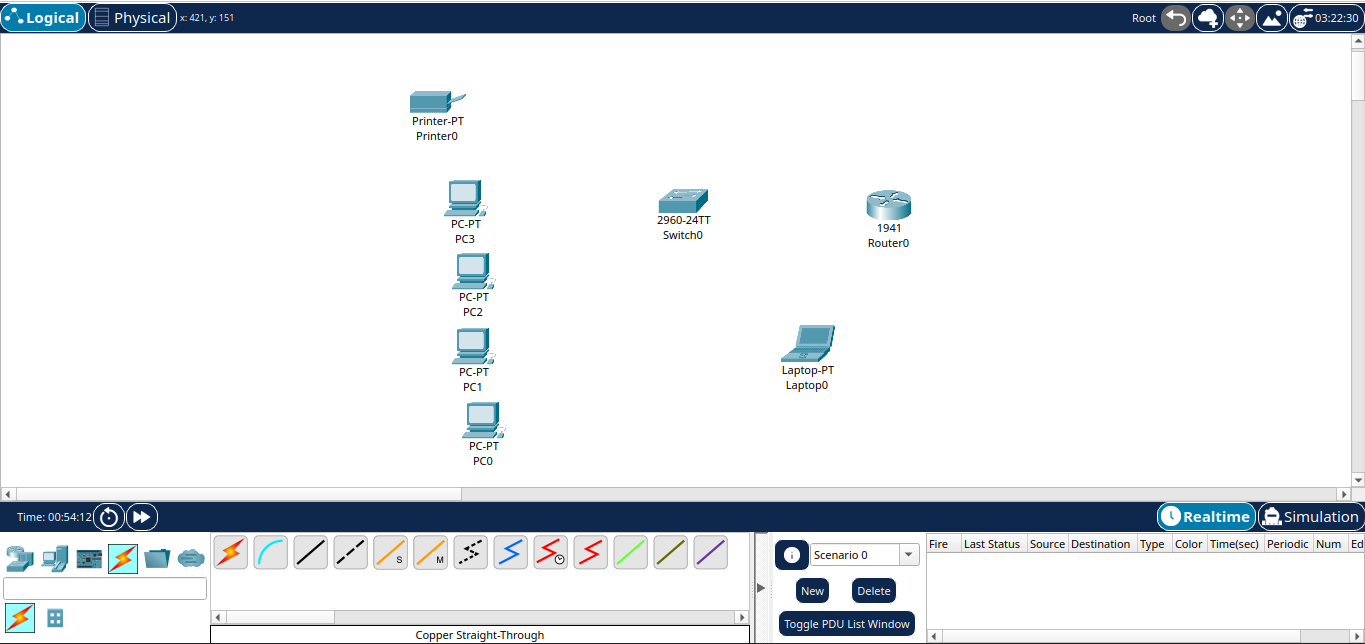 Logical
Physical
x: 421, y: 151
Root
03:22:30
Printer-PT
Printer0
PC-PT
PC3
2960-24TT
Switch0
1941
Router0
PC-PT
PC2
PC-PT
PC1
Laptop-PT
Laptop0
PC-PT
PC0
Time: 00:54:12
Realtime
Simulation
S
M
Copper Straight-Through
Scenario 0
New
Delete
Toggle PDU List Window
Fire Last Status Source Destination Type Color Time(sec) Periodic Num Ed